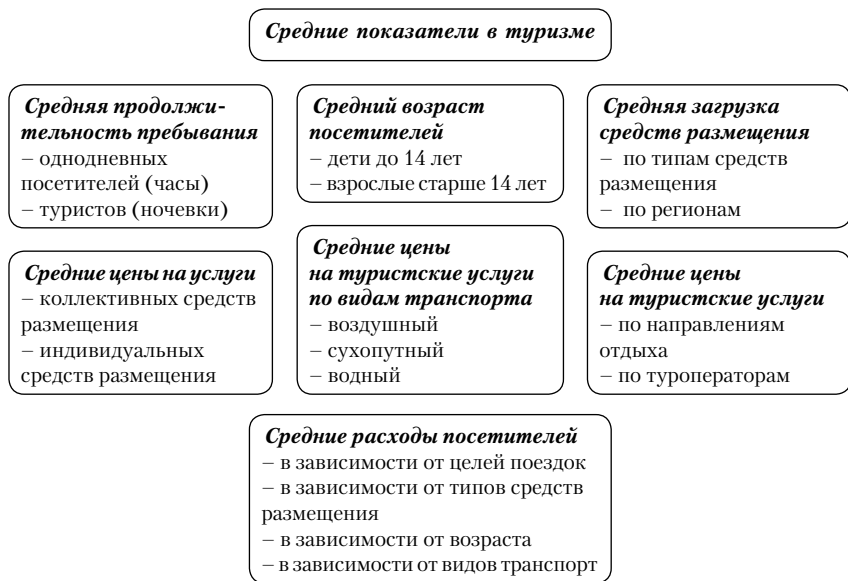 Средние показатели в туризме
Средняя продолжи-
тельность пребывания
– однодневных
посетителей (часы)
– туристов (ночевки)
Средний возраст
посетителей
– дети до 14 лет
– взрослые старше 14 лет
Средняя загрузка
средств размещения
– по типам средств
размещения
– по регионам
Средние цены на услуги
– коллективных средств
размещения
– индивидуальных
средств размещения
Средние цены
на туристские услуги
по видам транспорта
– воздушный
– сухопутный
– водный
Средние цены
на туристские услуги
– по направлениям
отдыха
– по туроператорам
Средние расходы посетителей
– в зависимости от целей поездок
– в зависимости от типов средств
размещения
– в зависимости от возраста
– в зависимости от видов транспорт